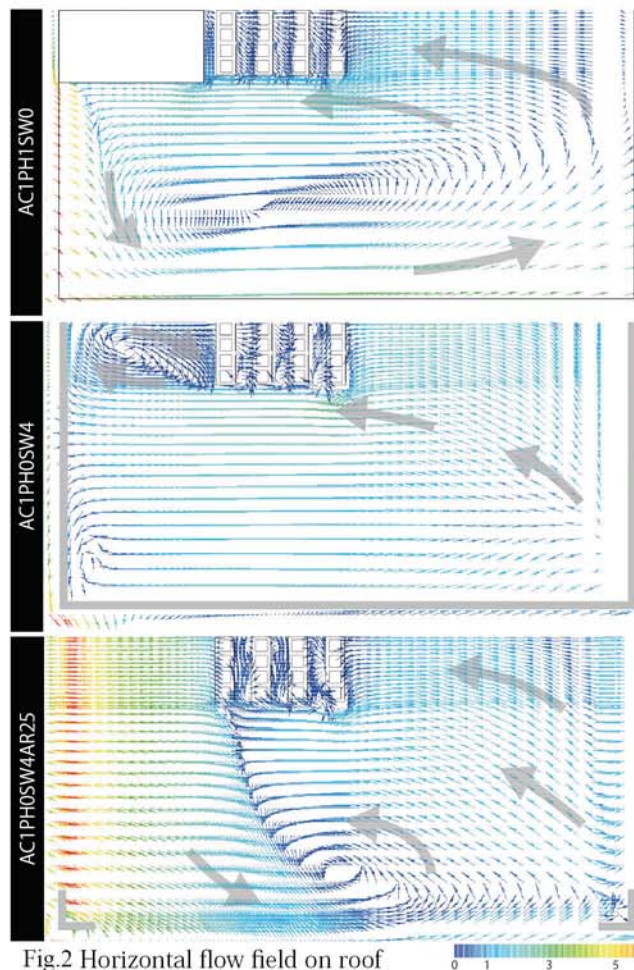 AC1PH1SW0
AC1PH0SW4
AC1PH0SW4AR25
Fig.2 Horizontal flow field on roof
0 1 3 5